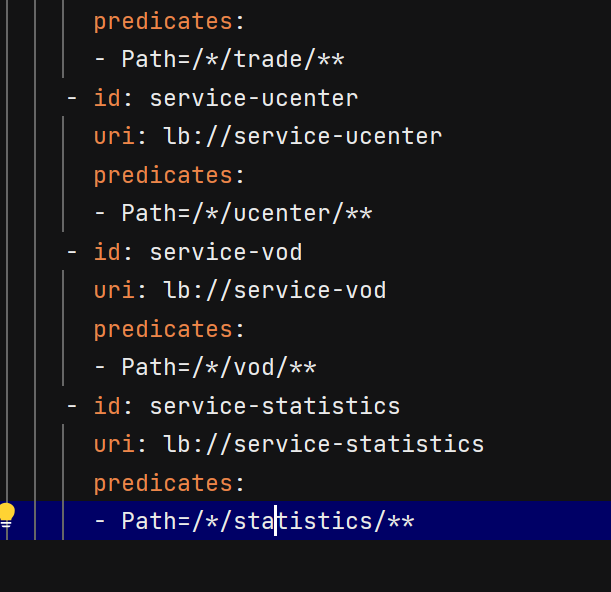 predicates:
- Path=/*/trade/**
- id: service-ucenter
uri: lb://service-ucenter
predicates:
- Path=/*/ucenter/**
- id: service-vod
uri: lb://service-vod
predicates:
- Path=/*/vod/**
- id: service-statistics
uri: lb://service-statistics
predicates:
- Path=/*/statistics/**